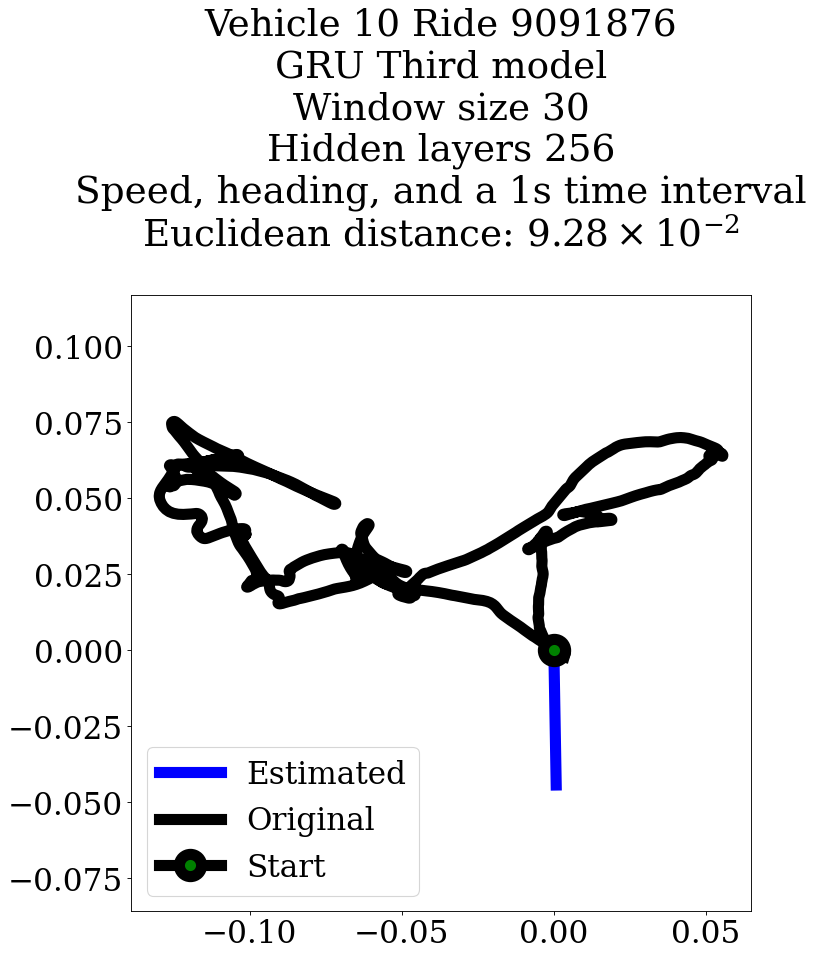 Vehicle 10 Ride 9091876
GRU Third model
Window size 30
Hidden layers 256
Speed, heading, and a 1s time interval
Euclidean distance: 9.28 × 10⁻²
0.100
0.075
0.050
0.025
0.000
−0.025
−0.050
−0.075
Estimated
Original
Start
−0.10
−0.05
0.00
0.05